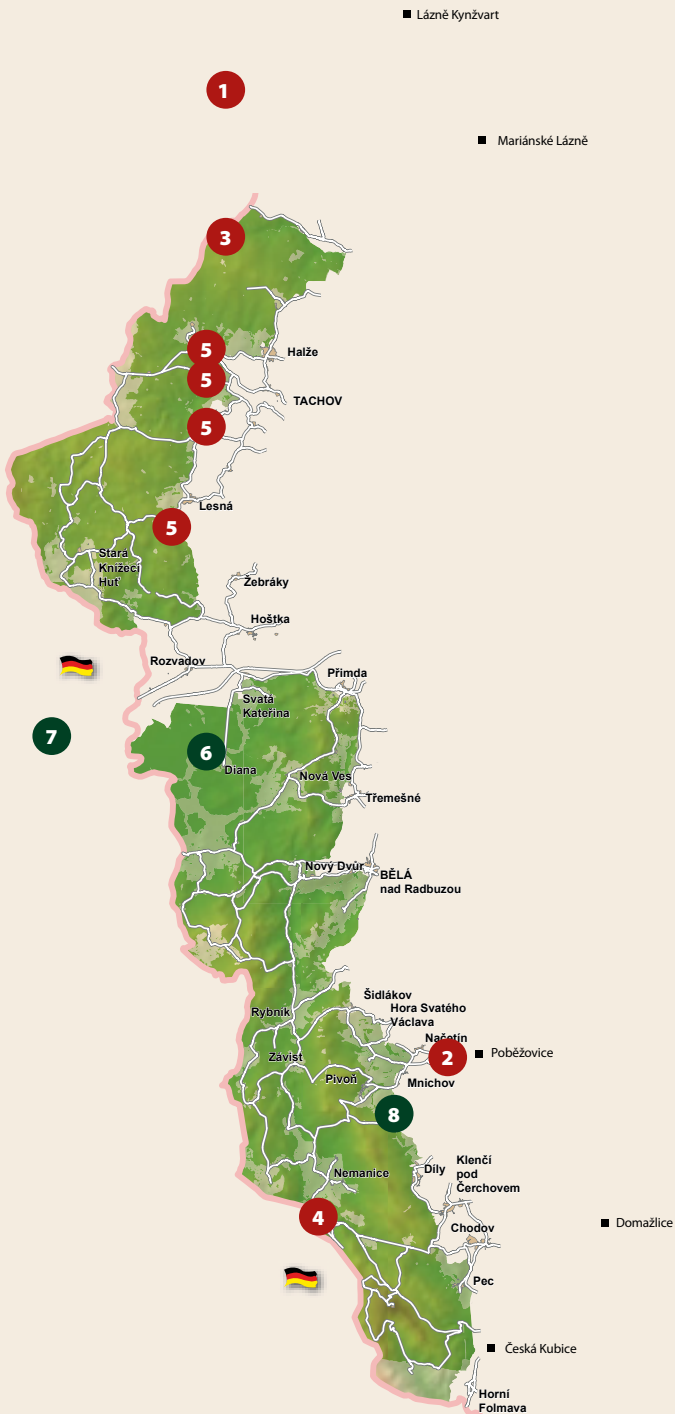 Lázně Kynžvart
1
Mariánské Lázně
3
5
Halže
5
TACHOV
5
Lesná
5
Stará
Knížecí
Huť
Žebráky
Hoštka
Rozvadov
Přimda
Svatá
Kateřina
7
6
Diana
Nová Ves
Třemešné
Nový Dvůr
BĚLÁ
nad Radbuzou
Šidlákov
Hora Svatého
Václava
Rybník
Načetín
2
Poběžovice
Závist
Pivoň
Mnichov
8
Klenčí
pod
Čerchovem
Díly
Nemanice
4
Chodov
Domažlice
Pec
Česká Kubice
Horní
Folmava